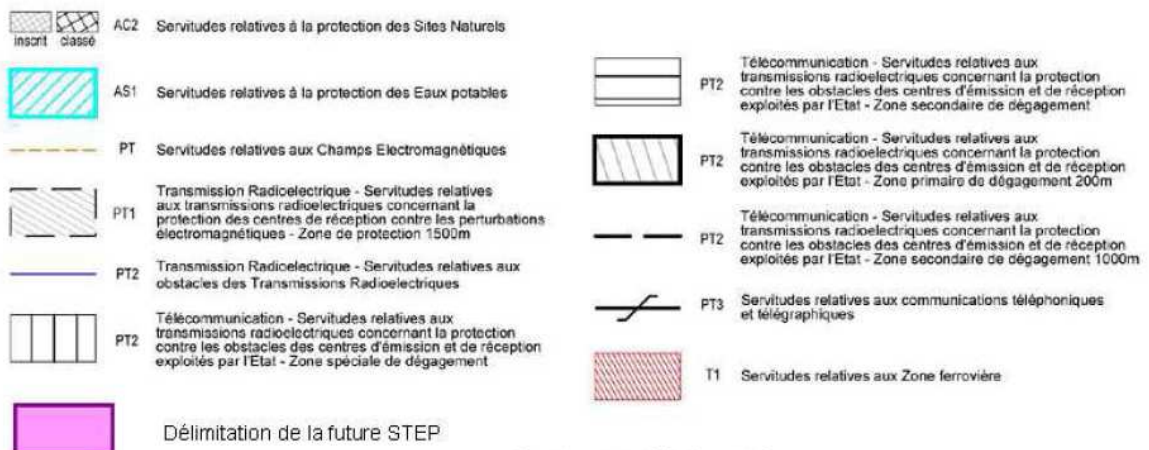 inscrit classé AC2 Servitudes relatives à la protection des Sites Naturels
AS1 Servitudes relatives à la protection des Eaux potables
PT Servitudes relatives aux Champs Electromagnétiques
PT1 Transmission Radioelectrique - Servitudes relatives
aux transmissions radioelectriques concernant la
protection des centres de réception contre les perturbations
électromagnétiques - Zone de protection 1500m
PT2 Transmission Radioelectrique - Servitudes relatives aux
obstacles des Transmissions Radioelectriques
PT2 Télécommunication - Servitudes relatives aux
transmissions radioelectriques concernant la protection
contre les obstacles des centres d'émission et de réception
exploités par l'Etat - Zone spéciale de dégagement
Délimitation de la future STEP
PT2 Télécommunication - Servitudes relatives aux
transmissions radioelectriques concernant la protection
contre les obstacles des centres d'émission et de réception
exploités par l'Etat - Zone secondaire de dégagement
PT2 Télécommunication - Servitudes relatives aux
transmissions radioelectriques concernant la protection
contre les obstacles des centres d'émission et de réception
exploités par l'Etat - Zone primaire de dégagement 200m
PT2 Télécommunication - Servitudes relatives aux
transmissions radioelectriques concernant la protection
contre les obstacles des centres d'émission et de réception
exploités par l'Etat - Zone secondaire de dégagement 1000m
PT3 Servitudes relatives aux communications téléphoniques
et télégraphiques
T1 Servitudes relatives aux Zone ferrovière